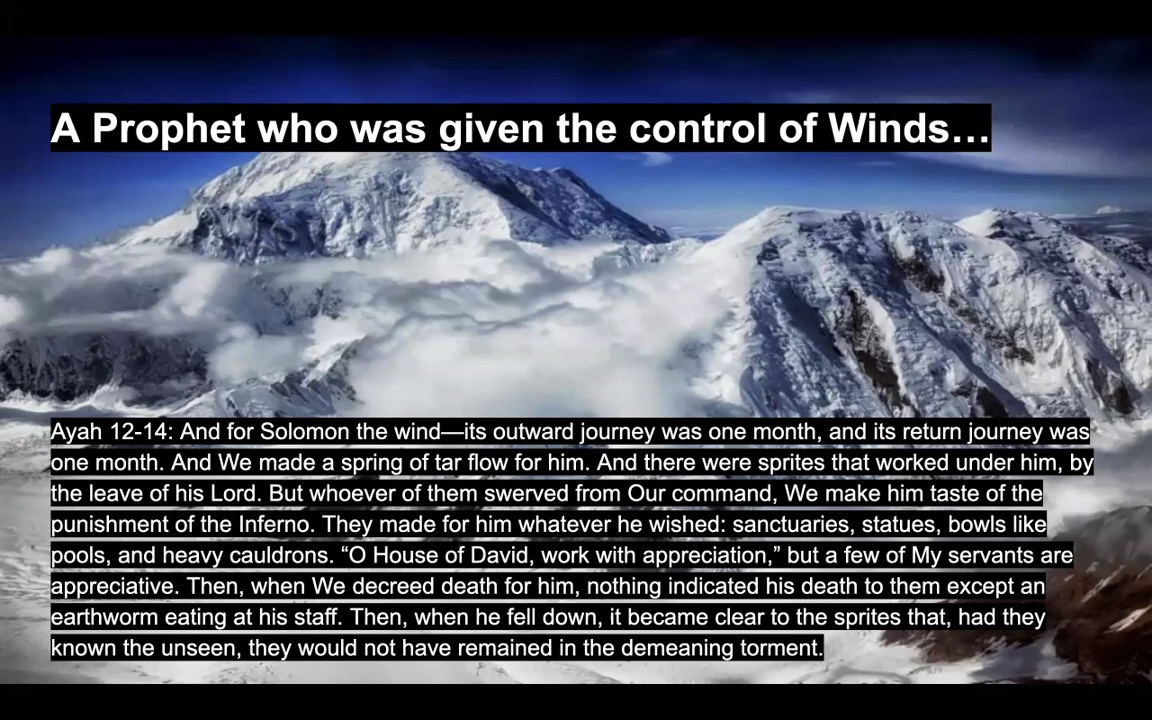 A Prophet who was given the control of Winds…
Ayah 12-14: And for Solomon the wind—its outward journey was one month, and its return journey was
one month. And We made a spring of tar flow for him. And there were sprites that worked under him, by
the leave of his Lord. But whoever of them swerved from Our command, We make him taste of the
punishment of the Inferno. They made for him whatever he wished: sanctuaries, statues, bowls like
pools, and heavy cauldrons. “O House of David, work with appreciation,” but a few of My servants are
appreciative. Then, when We decreed death for him, nothing indicated his death to them except an
earthworm eating at his staff. Then, when he fell down, it became clear to the sprites that, had they
known the unseen, they would not have remained in the demeaning torment.